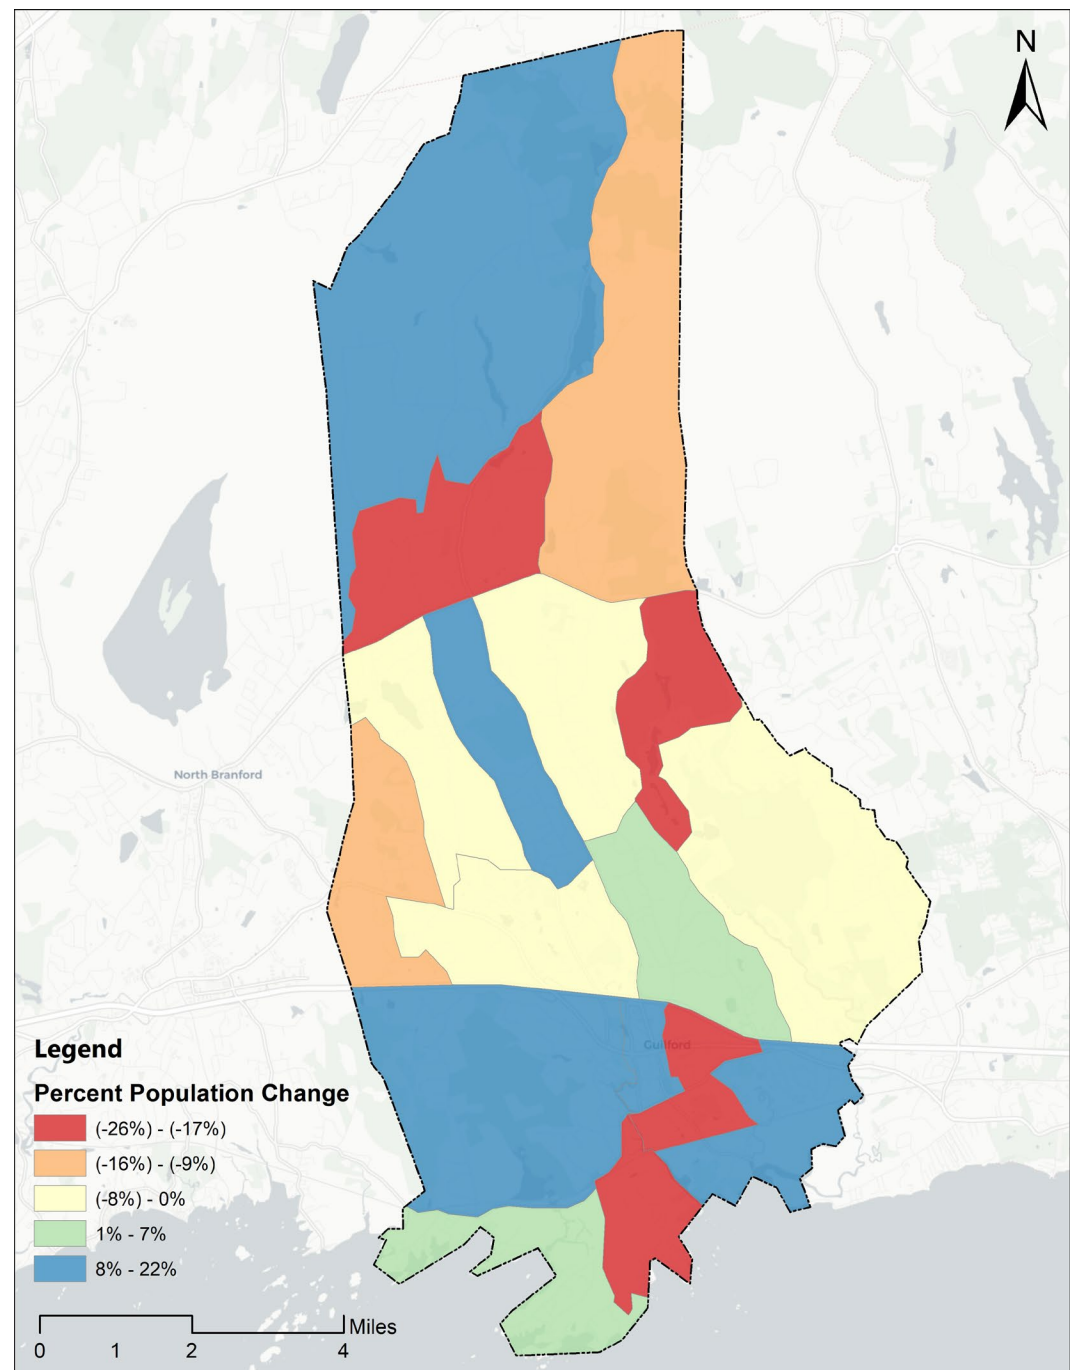 N
North Branford
Guilford
Legend
Percent Population Change
(-26%) - (-17%)
(-16%) - (-9%)
(-8%) - 0%
1% - 7%
8% - 22%
Miles
0 1 2 4